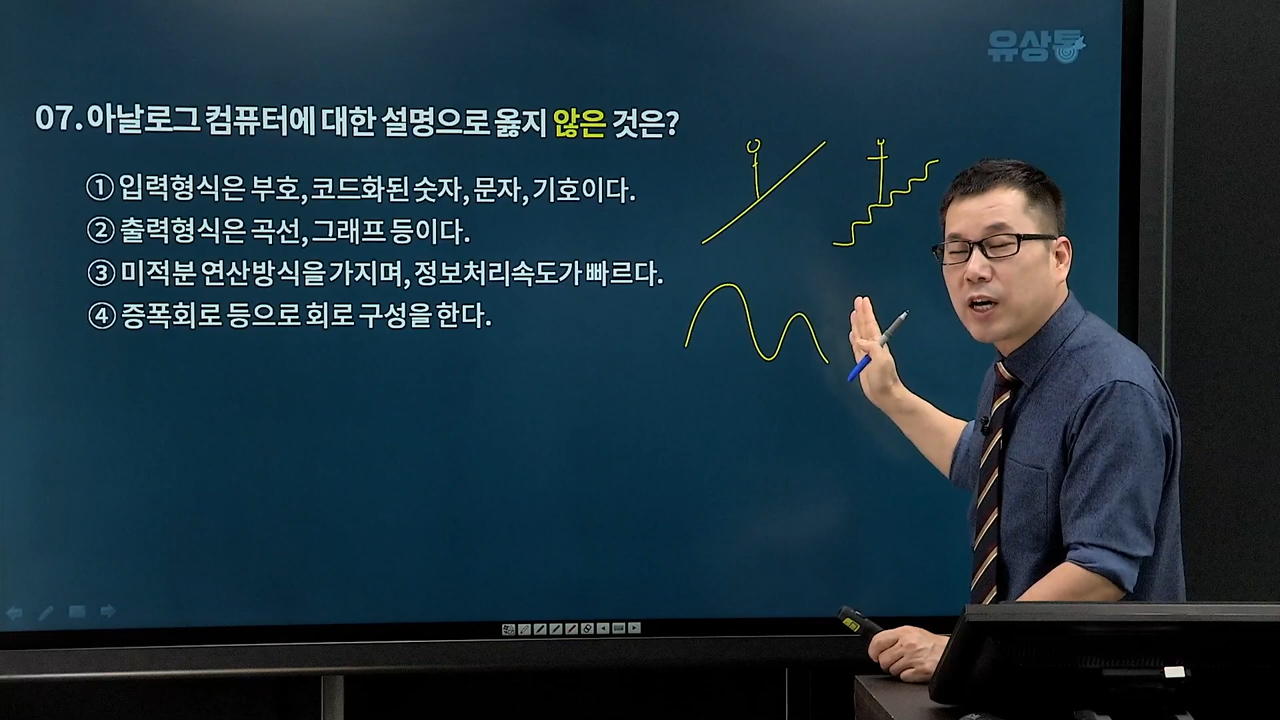 유상통
07. 아날로그 컴퓨터에 대한 설명으로 옳지 않은 것은?
① 입력형식은 부호, 코드화된 숫자, 문자, 기호이다.
② 출력형식은 곡선, 그래프 등이다.
③ 미적분 연산방식을 가지며, 정보처리속도가 빠르다.
④ 증폭회로 등으로 회로 구성을 한다.